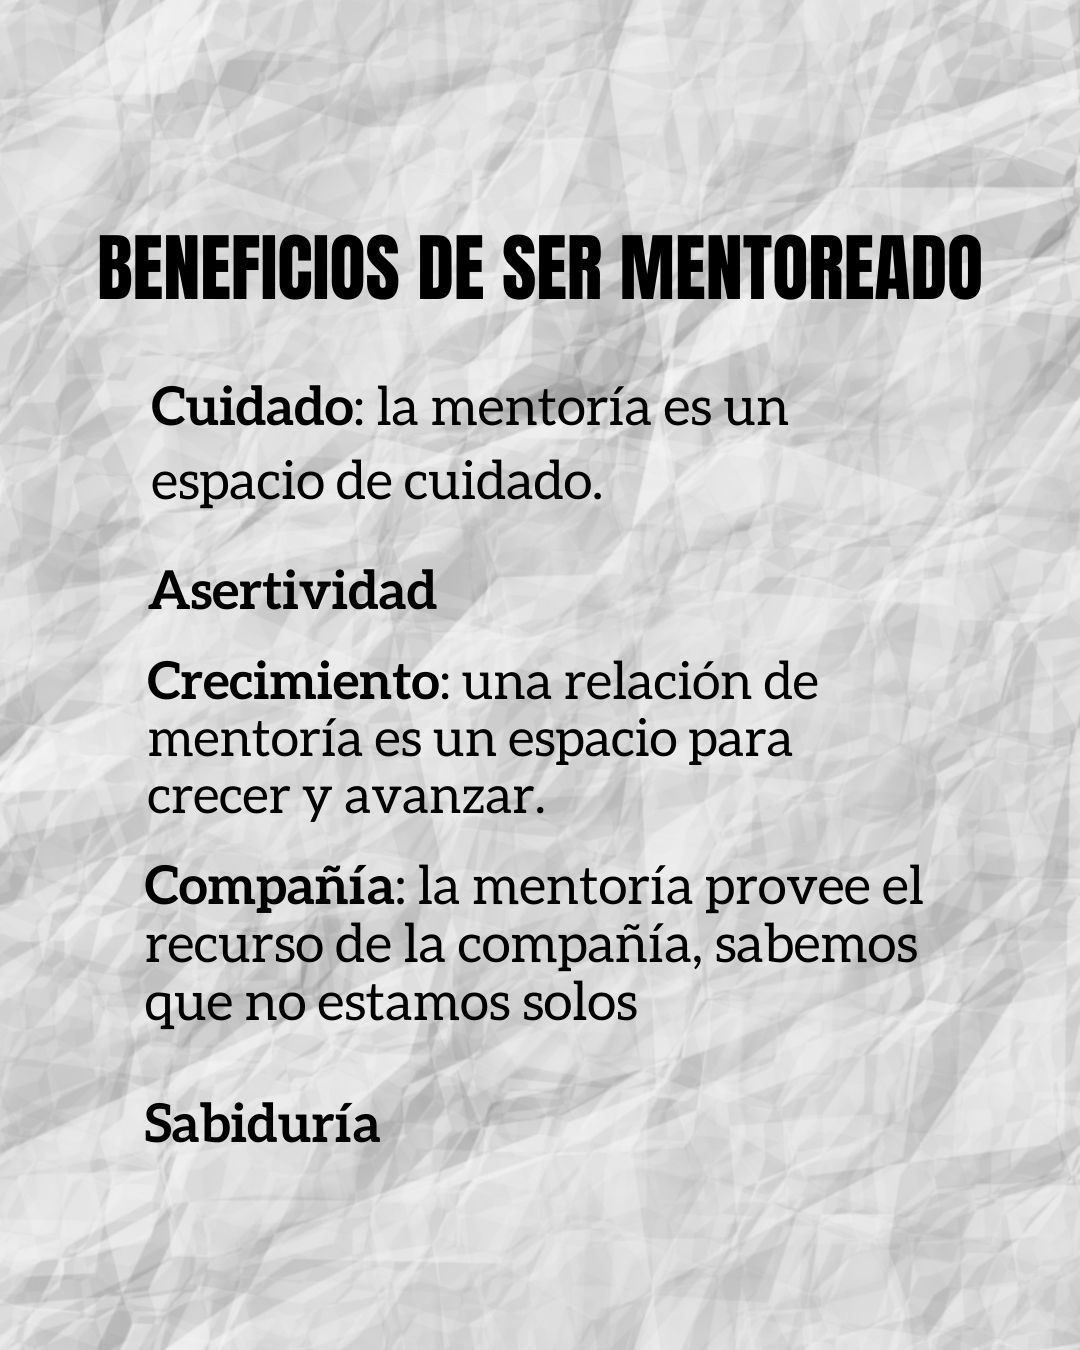 BENEFICIOS DE SER MENTOREADO
Cuidado: la mentoría es un
espacio de cuidado.
Asertividad
Crecimiento: una relación de
mentoría es un espacio para
crecer y avanzar.
Compañía: la mentoría provee el
recurso de la compañía, sabemos
que no estamos solos
Sabiduría